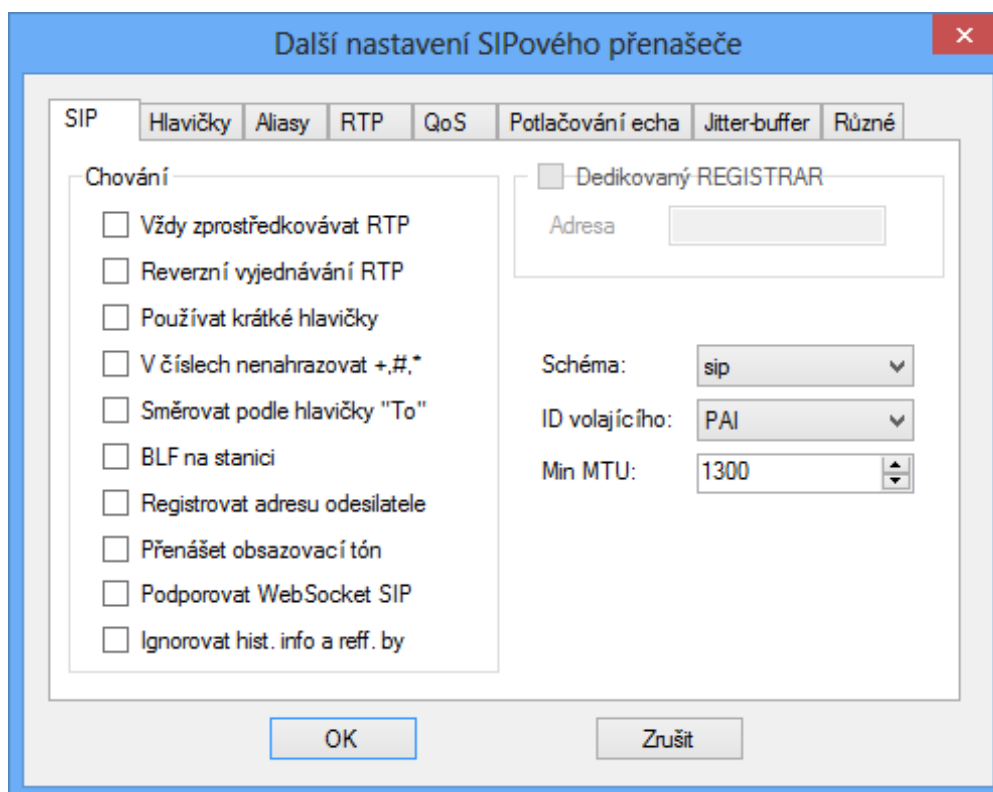 Další nastavení SIPového přenašeče
SIP Hlavičky Aliasy RTP QoS Potlačování echa Jitter-buffer Různé
Chování
Vždy zprostředkovávat RTP
Reverzní vyjednávání RTP
Používat krátké hlavičky
V číslech nenahrazovat +,#,*
Směrovat podle hlavičky "To"
BLF na stanici
Registrovat adresu odesilatele
Přenášet obsazovací tón
Podporovat WebSocket SIP
Ignorovat hist. info a reff. by
Dedikovaný REGISTRAR
Adresa
Schéma: sip
ID volajícího: PAI
Min MTU: 1300
OK Zrušit